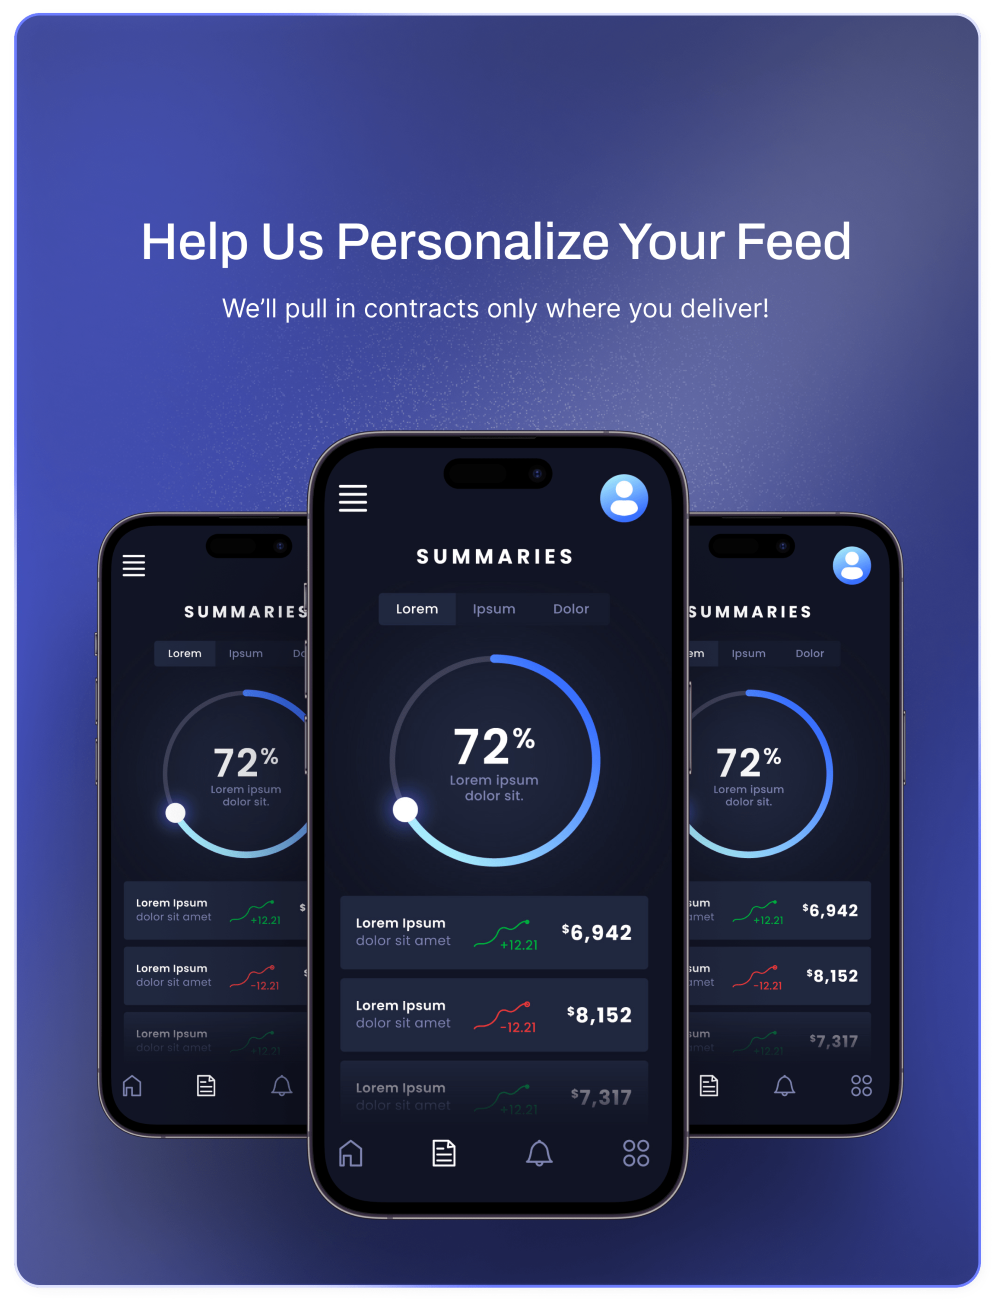 Help Us Personalize Your Feed
We'll pull in contracts only where you deliver!
SUMMARIES
Lorem Ipsum Do
72%
Lorem ipsum
dolor sit.
Lorem Ipsum
dolor sit amet
+12.21
$
Lorem Ipsum
dolor sit amet
-12.21
Lorem Ipsum
dolor sit amet
+12.21
SUMMARIES
Lorem Ipsum Dolor
72%
Lorem ipsum
dolor sit.
Lorem Ipsum
dolor sit amet
+12.21
$6,942
Lorem Ipsum
dolor sit amet
-12.21
$8,152
Lorem Ipsum
dolor sit amet
+12.21
$7,317
SUMMARIES
em Ipsum Dolor
72%
Lorem ipsum
dolor sit.
sum
amet
+12.21
$6,942
sum
amet
-12.21
$8,152
sum
amet
+12.21
$7,317